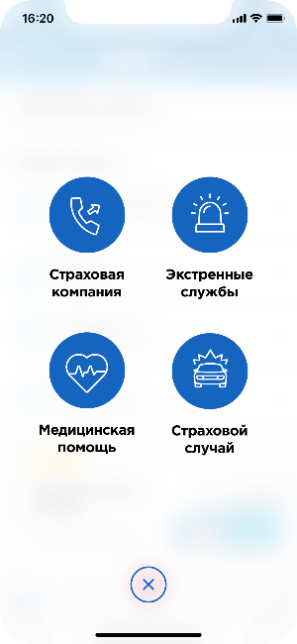 16:20
Страховая
компания
Экстренные
службы
Медицинская
помощь
Страховой
случай